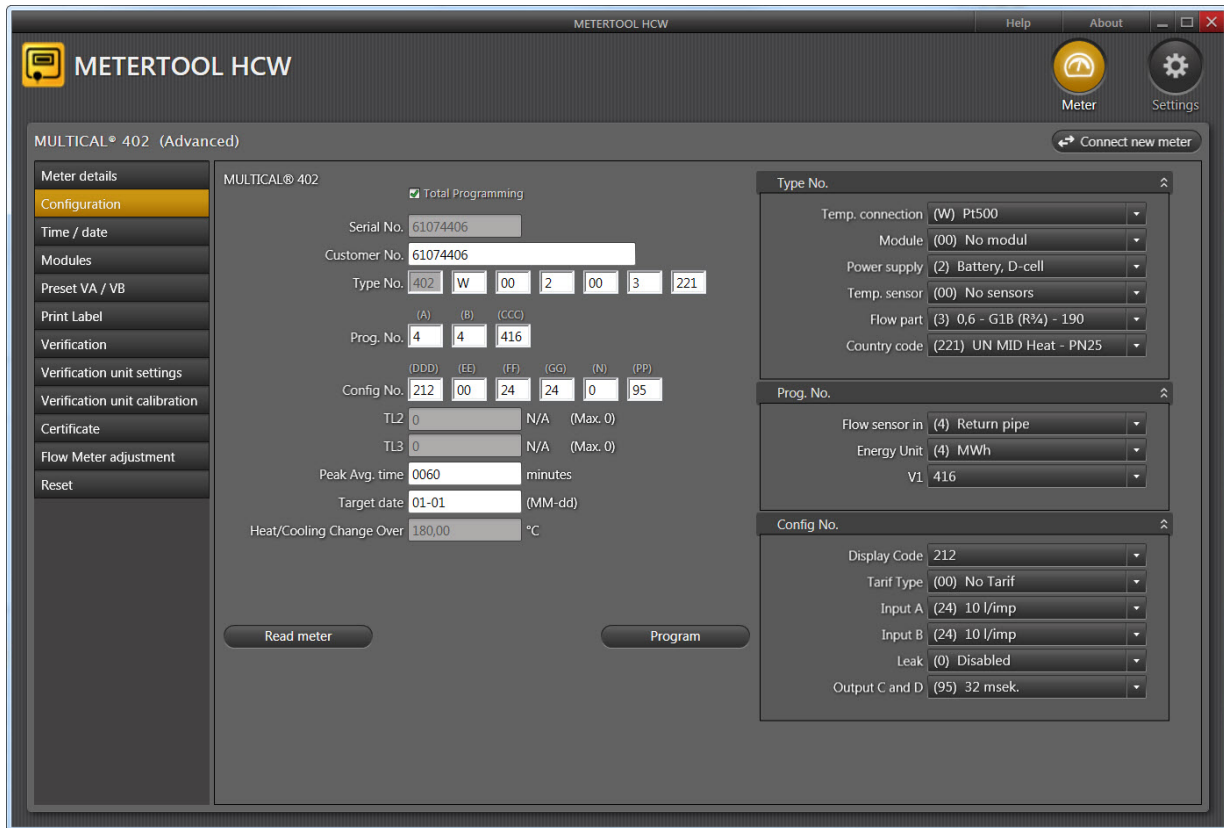 METERTOOL HCW
Help
About
METERTOOL HCW
Meter
Settings
MULTICAL® 402 (Advanced)
Connect new meter
Meter details
Configuration
Time / date
Modules
Preset VA / VB
Print Label
Verification
Verification unit settings
Verification unit calibration
Certificate
Flow Meter adjustment
Reset
MULTICAL® 402
Total Programming
Serial No. 61074406
Customer No. 61074406
Type No. 402 W 00 2 00 3 221
(A) (B) (CCC)
Prog. No. 4 4 416
(DDD) (EE) (FF) (GG) (N) (PP)
Config No. 212 00 24 24 0 95
TL2 0 N/A (Max. 0)
TL3 0 N/A (Max. 0)
Peak Avg. time 0060 minutes
Target date 01-01 (MM-dd)
Heat/Cooling Change Over 180,00 °C
Read meter
Program
Type No.
Temp. connection (W) Pt500
Module (00) No modul
Power supply (2) Battery, D-cell
Temp. sensor (00) No sensors
Flow part (3) 0,6 - G1B (R¾) - 190
Country code (221) UN MID Heat - PN25
Prog. No.
Flow sensor in (4) Return pipe
Energy Unit (4) MWh
V1 416
Config No.
Display Code 212
Tarif Type (00) No Tarif
Input A (24) 10 l/imp
Input B (24) 10 l/imp
Leak (0) Disabled
Output C and D (95) 32 msek.